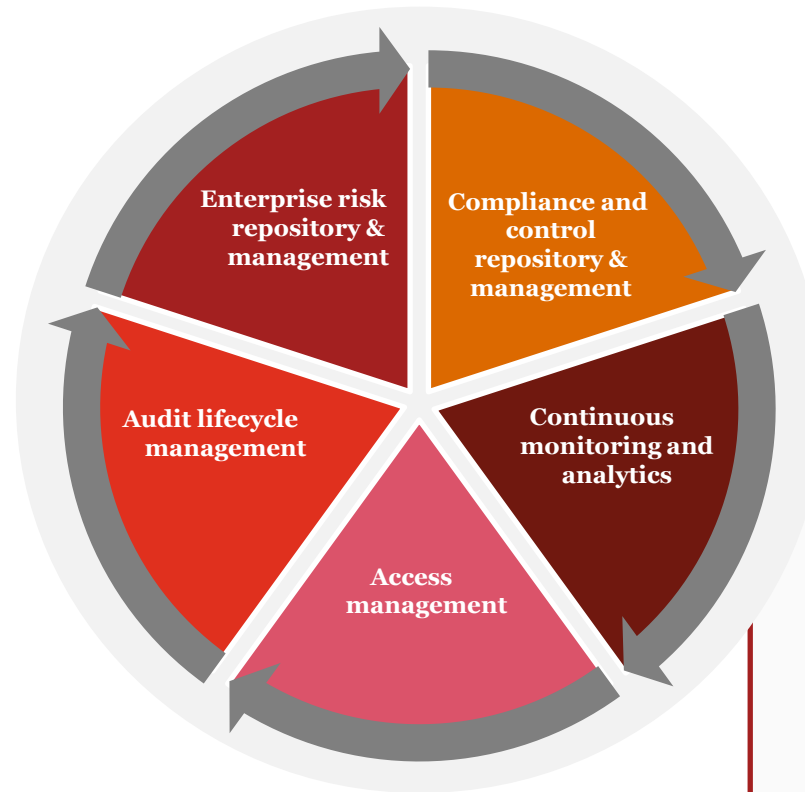 Enterprise risk
repository &
management
Compliance and
control
repository &
management
Continuous
monitoring and
analytics
Access
management
Audit lifecycle
management